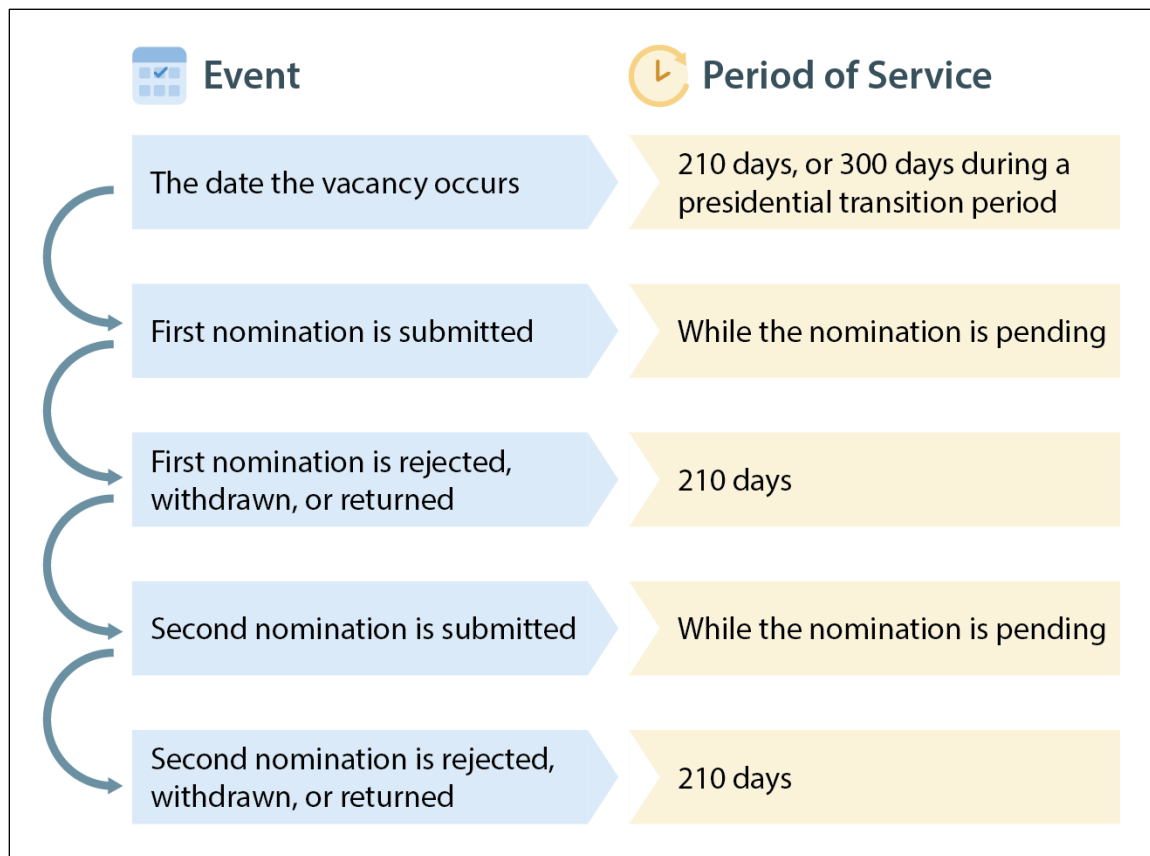 Event
Period of Service
The date the vacancy occurs
210 days, or 300 days during a
presidential transition period
First nomination is submitted
While the nomination is pending
First nomination is rejected,
withdrawn, or returned
210 days
Second nomination is submitted
While the nomination is pending
Second nomination is rejected,
withdrawn, or returned
210 days